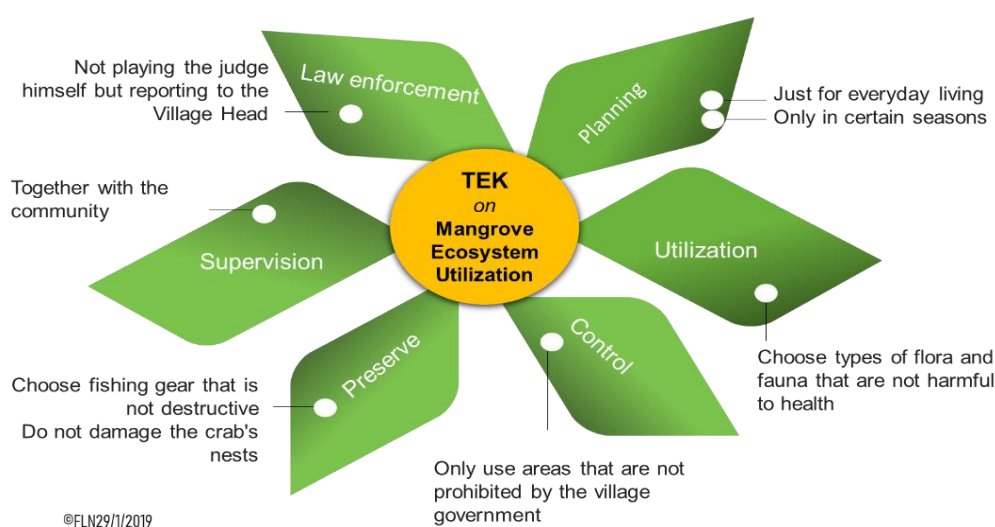 TEK
on
Mangrove
Ecosystem
Utilization
Law enforcement
Not playing the judge
himself but reporting to the
Village Head
Planning
Just for everyday living
Only in certain seasons
Utilization
Choose types of flora and
fauna that are not harmful
to health
Control
Only use areas that are not
prohibited by the village
government
Preserve
Choose fishing gear that is
not destructive
Do not damage the crab's
nests
Supervision
Together with the
community
©FLN29/1/2019